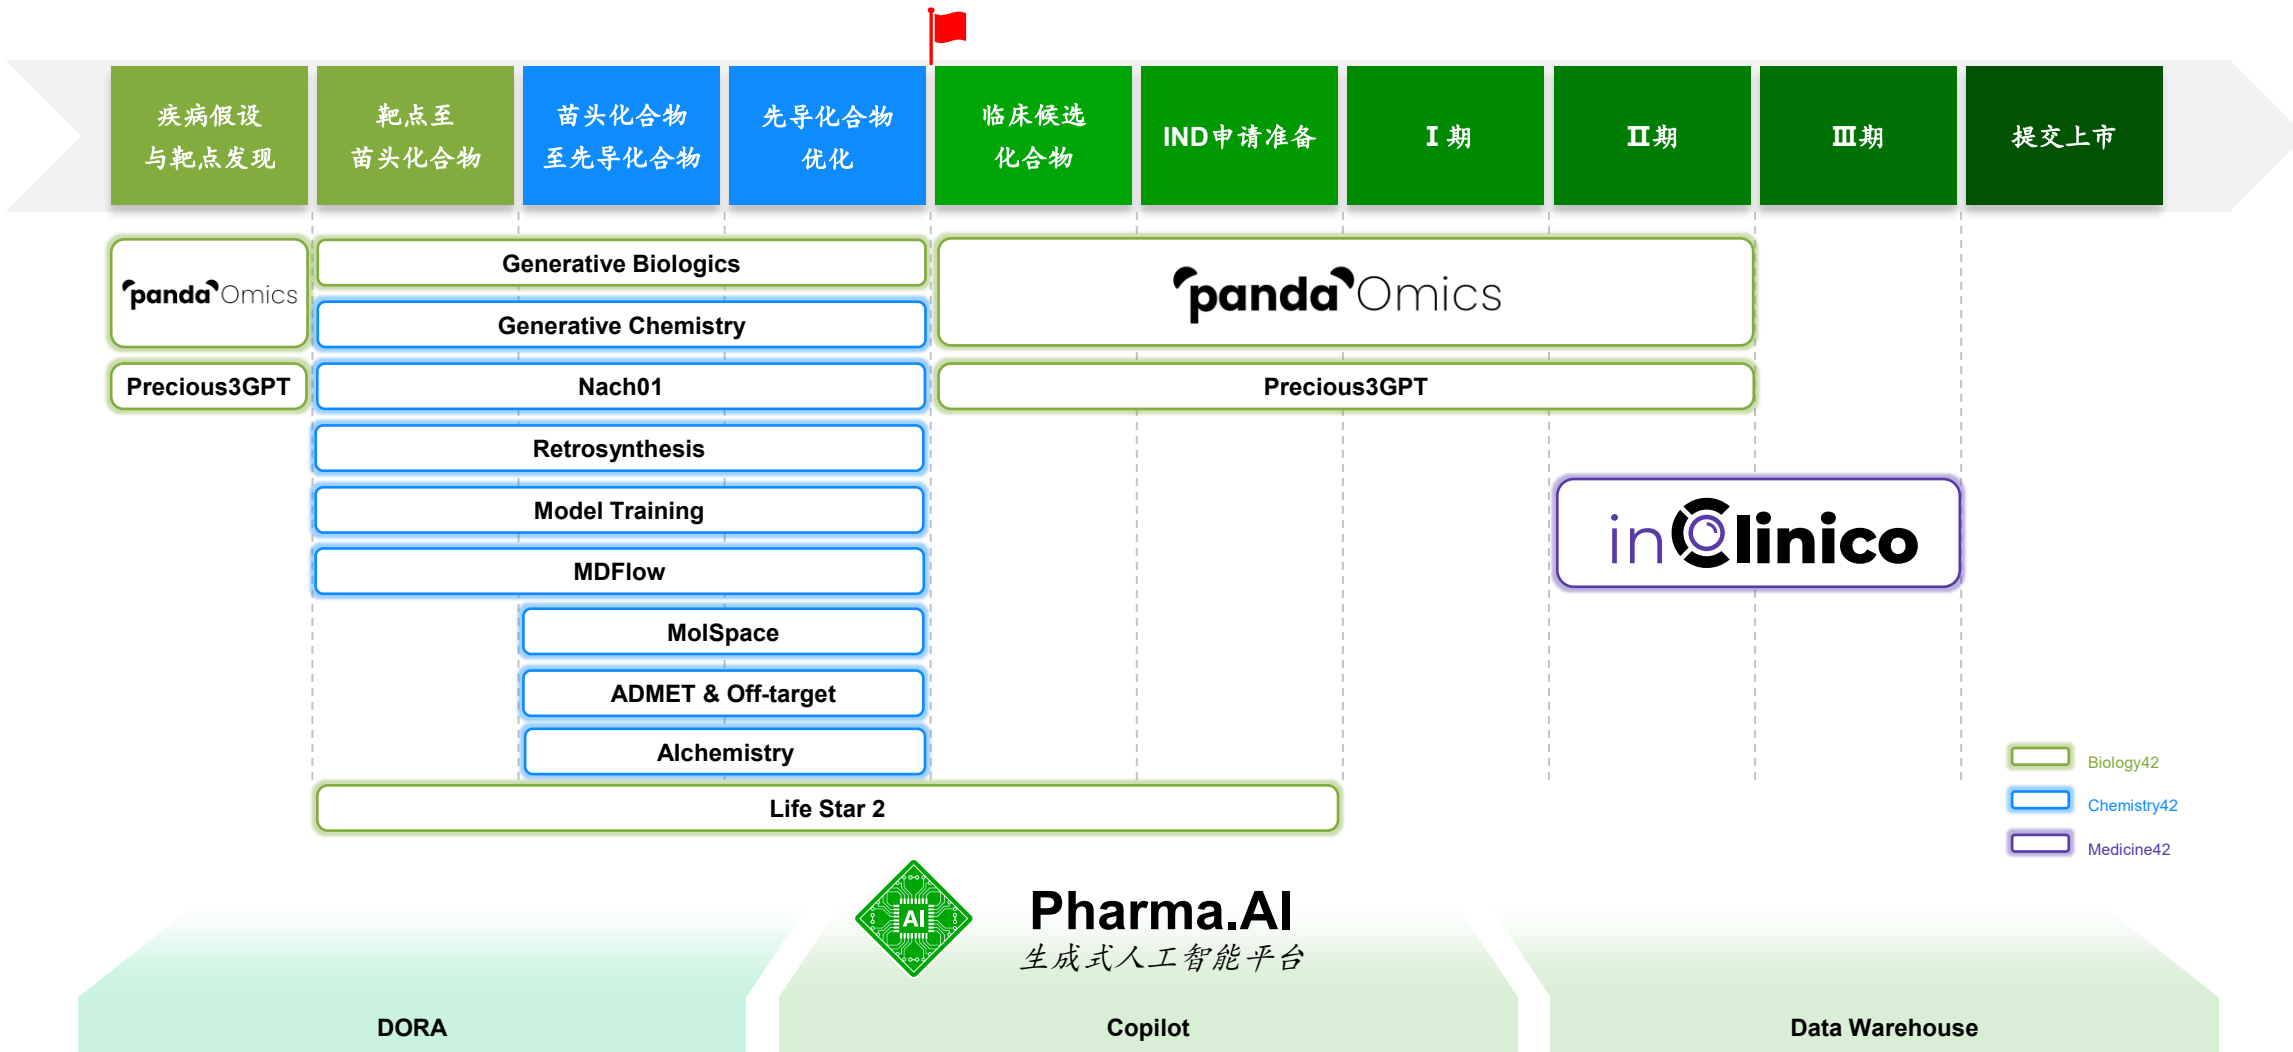 疾病假设
与靶点发现
靶点至
苗头化合物
苗头化合物
至先导化合物
先导化合物
优化
临床候选
化合物
IND申请准备
I 期
II期
III期
提交上市
pandaOmics
Generative Biologics
pandaOmics
Generative Chemistry
Precious3GPT
Nach01
Precious3GPT
Retrosynthesis
Model Training
inClinico
MDFlow
MolSpace
ADMET & Off-target
Alchemistry
Life Star 2
Biology42
Chemistry42
Medicine42
AI
Pharma.AI
生成式人工智能平台
DORA
Copilot
Data Warehouse